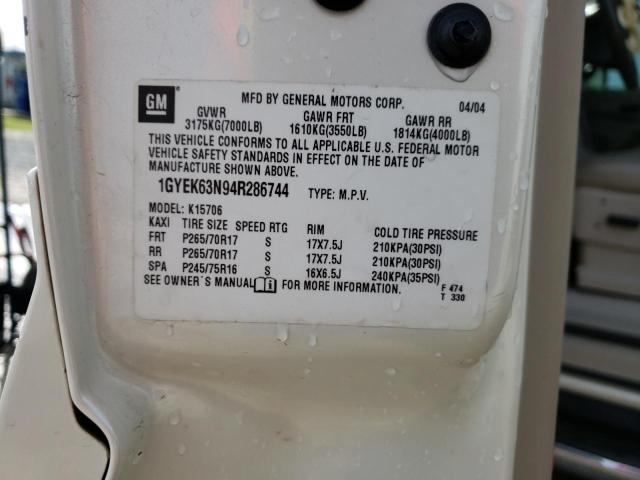 GM
MFD BY GENERAL MOTORS CORP. 04/04
GVWR GAWR FRT GAWR RR
3175KG(7000LB) 1610KG(3550LB) 1814KG(4000LB)
THIS VEHICLE CONFORMS TO ALL APPLICABLE U.S. FEDERAL MOTOR
VEHICLE SAFETY STANDARDS IN EFFECT ON THE DATE OF
MANUFACTURE SHOWN ABOVE.
1GYEK63N94R286744 TYPE: M.P.V.
MODEL: K15706
KAXI TIRE SIZE SPEED RTG RIM COLD TIRE PRESSURE
FRT P265/70R17 S 17X7.5J 210KPA(30PSI)
RR P265/70R17 S 17X7.5J 210KPA(30PSI)
SPA P245/75R16 S 16X6.5J 240KPA(35PSI)
SEE OWNER'S MANUAL FOR MORE INFORMATION.
F 474
T 330